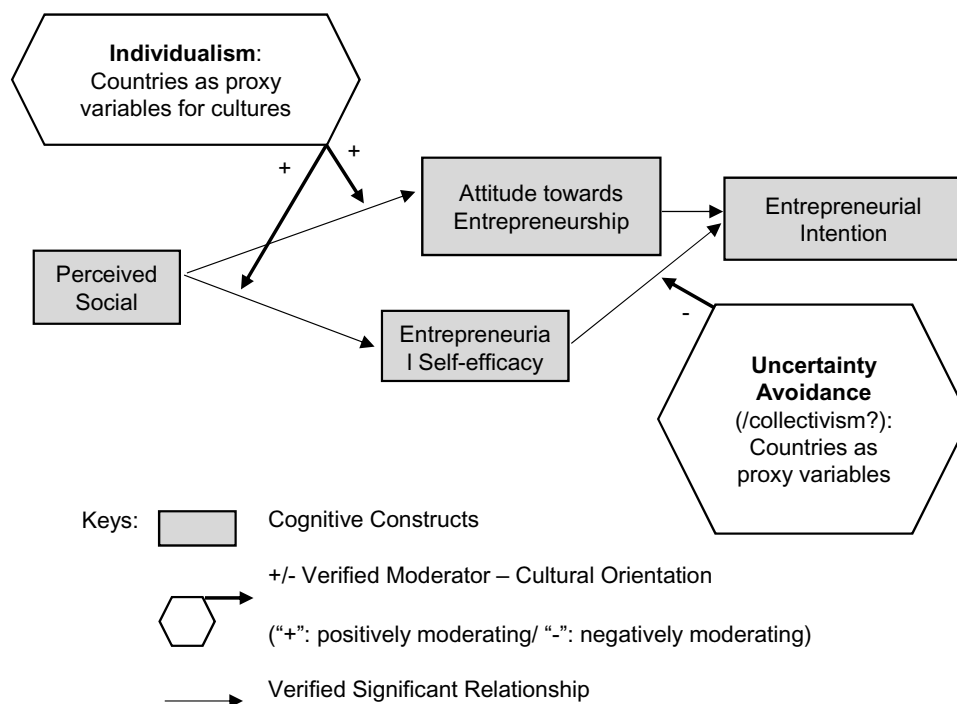 Individualism:
Countries as proxy
variables for cultures
+
+
Attitude towards
Entrepreneurship
Entrepreneurial
Intention
Perceived
Social
Entrepreneuria
l Self-efficacy
-
Uncertainty
Avoidance
(/collectivism?):
Countries as
proxy variables
Keys:
Cognitive Constructs
+/- Verified Moderator – Cultural Orientation
(“+”: positively moderating/ “-”: negatively moderating)
Verified Significant Relationship